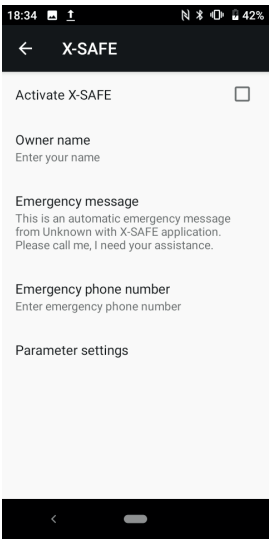 18:34 42%
X-SAFE
Activate X-SAFE
Owner name
Enter your name
Emergency message
This is an automatic emergency message
from Unknown with X-SAFE application.
Please call me, I need your assistance.
Emergency phone number
Enter emergency phone number
Parameter settings